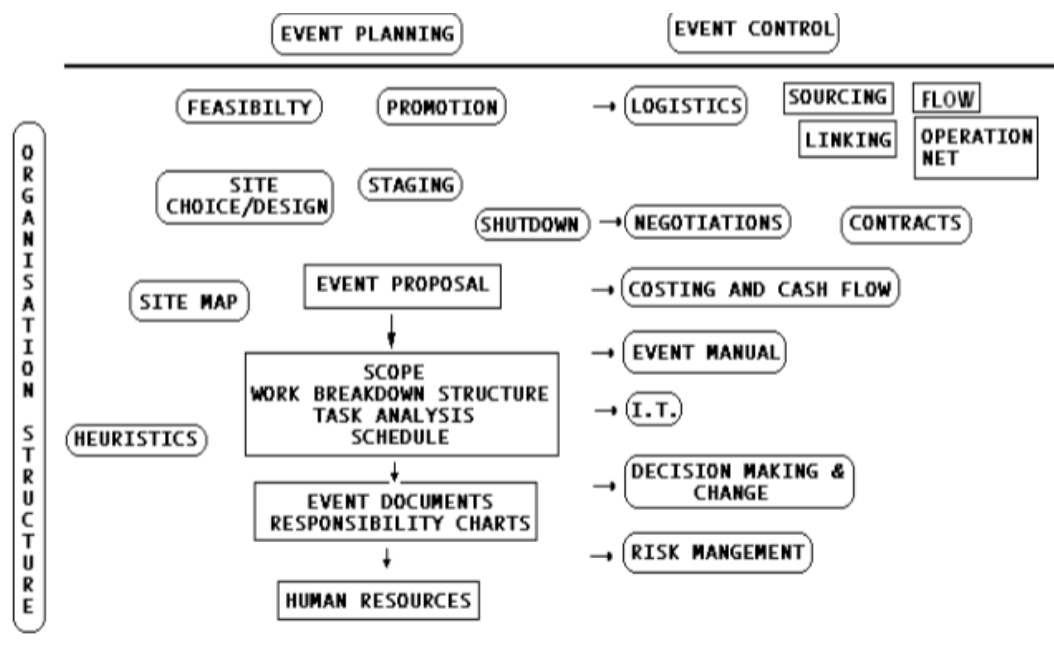 EVENT PLANNING
EVENT CONTROL
FEASIBILTY
PROMOTION
LOGISTICS
SOURCING
FLOW
LINKING
OPERATION
NET
ORGANISATION STRUCTURE
SITE
CHOICE/DESIGN
STAGING
SHUTDOWN
NEGOTIATIONS
CONTRACTS
SITE MAP
EVENT PROPOSAL
COSTING AND CASH FLOW
EVENT MANUAL
SCOPE
WORK BREAKDOWN STRUCTURE
TASK ANALYSIS
SCHEDULE
I.T.
HEURISTICS
DECISION MAKING &
CHANGE
EVENT DOCUMENTS
RESPONSIBILITY CHARTS
RISK MANGEMENT
HUMAN RESOURCES